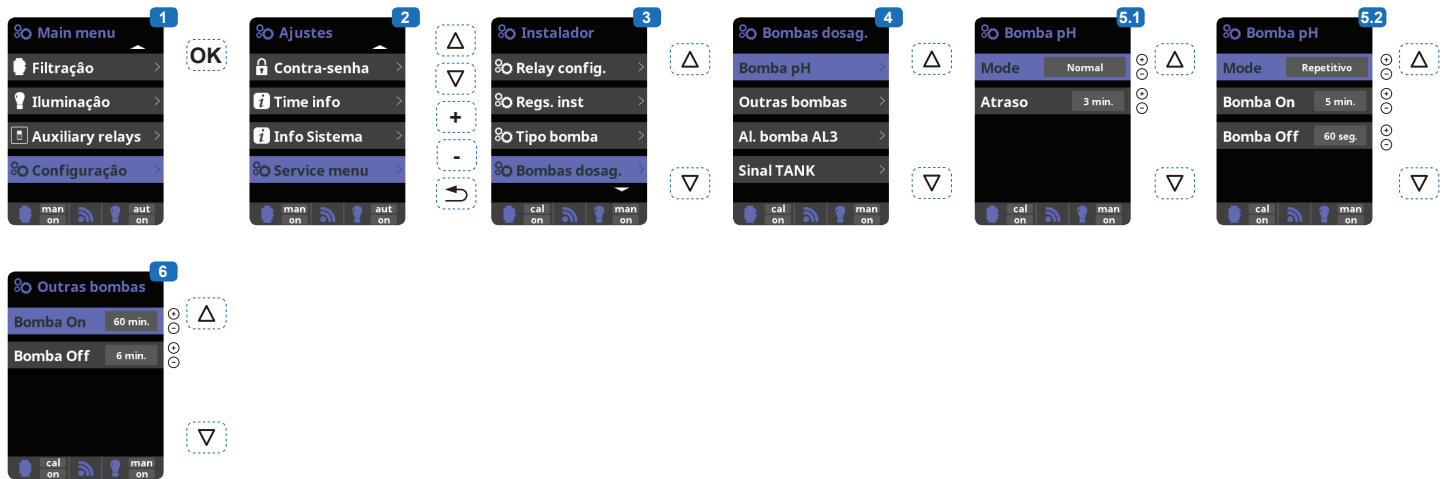 1
Main menu
Filtração
Iluminação
Auxiliary relays
Configuração
man
on
aut
on
OK
2
Ajustes
Contra-senha
Time info
Info Sistema
Service menu
man
on
aut
on
+
-
3
Instalador
Relay config.
Regs. inst
Tipo bomba
Bombas dosag.
cal
on
man
on
4
Bombas dosag.
Bomba pH
Outras bombas
Al. bomba AL3
Sinal TANK
cal
on
man
on
5.1
Bomba pH
Mode Normal
Atraso 3 min.
cal
on
man
on
5.2
Bomba pH
Mode Repetitivo
Bomba On 5 min.
Bomba Off 60 seg.
cal
on
man
on
6
Outras bombas
Bomba On 60 min.
Bomba Off 6 min.
cal
on
man
on